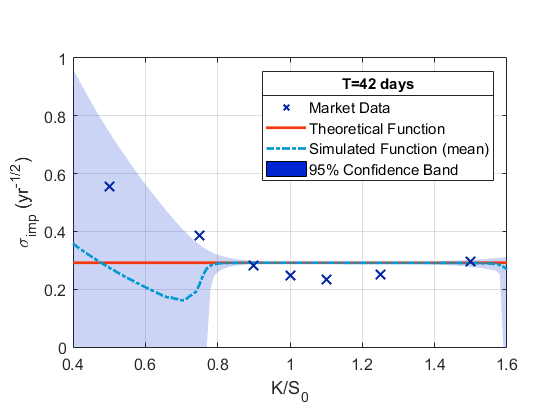 T=42 days
Market Data
Theoretical Function
Simulated Function (mean)
95% Confidence Band
σ_imp (yr^-1/2)
1
0.8
0.6
0.4
0.2
0
0.4 0.6 0.8 1 1.2 1.4 1.6
K/S_0